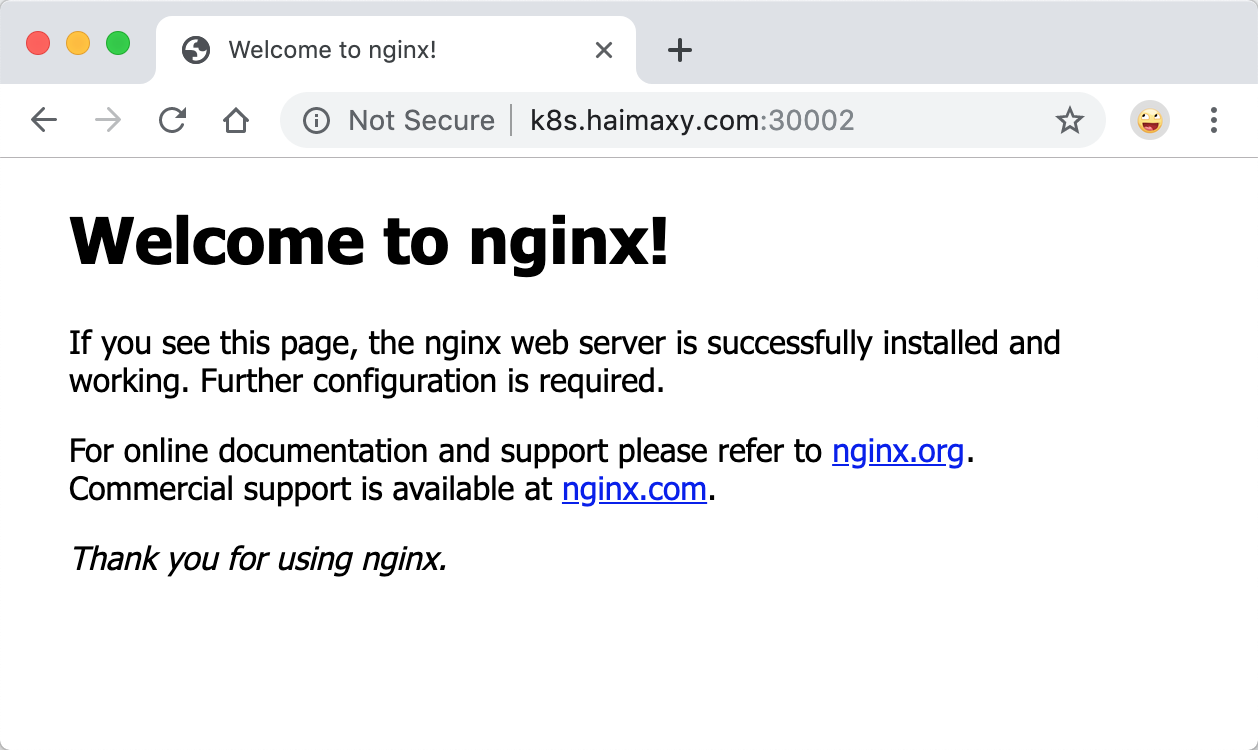 Welcome to nginx!
Not Secure | k8s.haimaxy.com:30002
Welcome to nginx!
If you see this page, the nginx web server is successfully installed and
working. Further configuration is required.
For online documentation and support please refer to nginx.org.
Commercial support is available at nginx.com.
Thank you for using nginx.